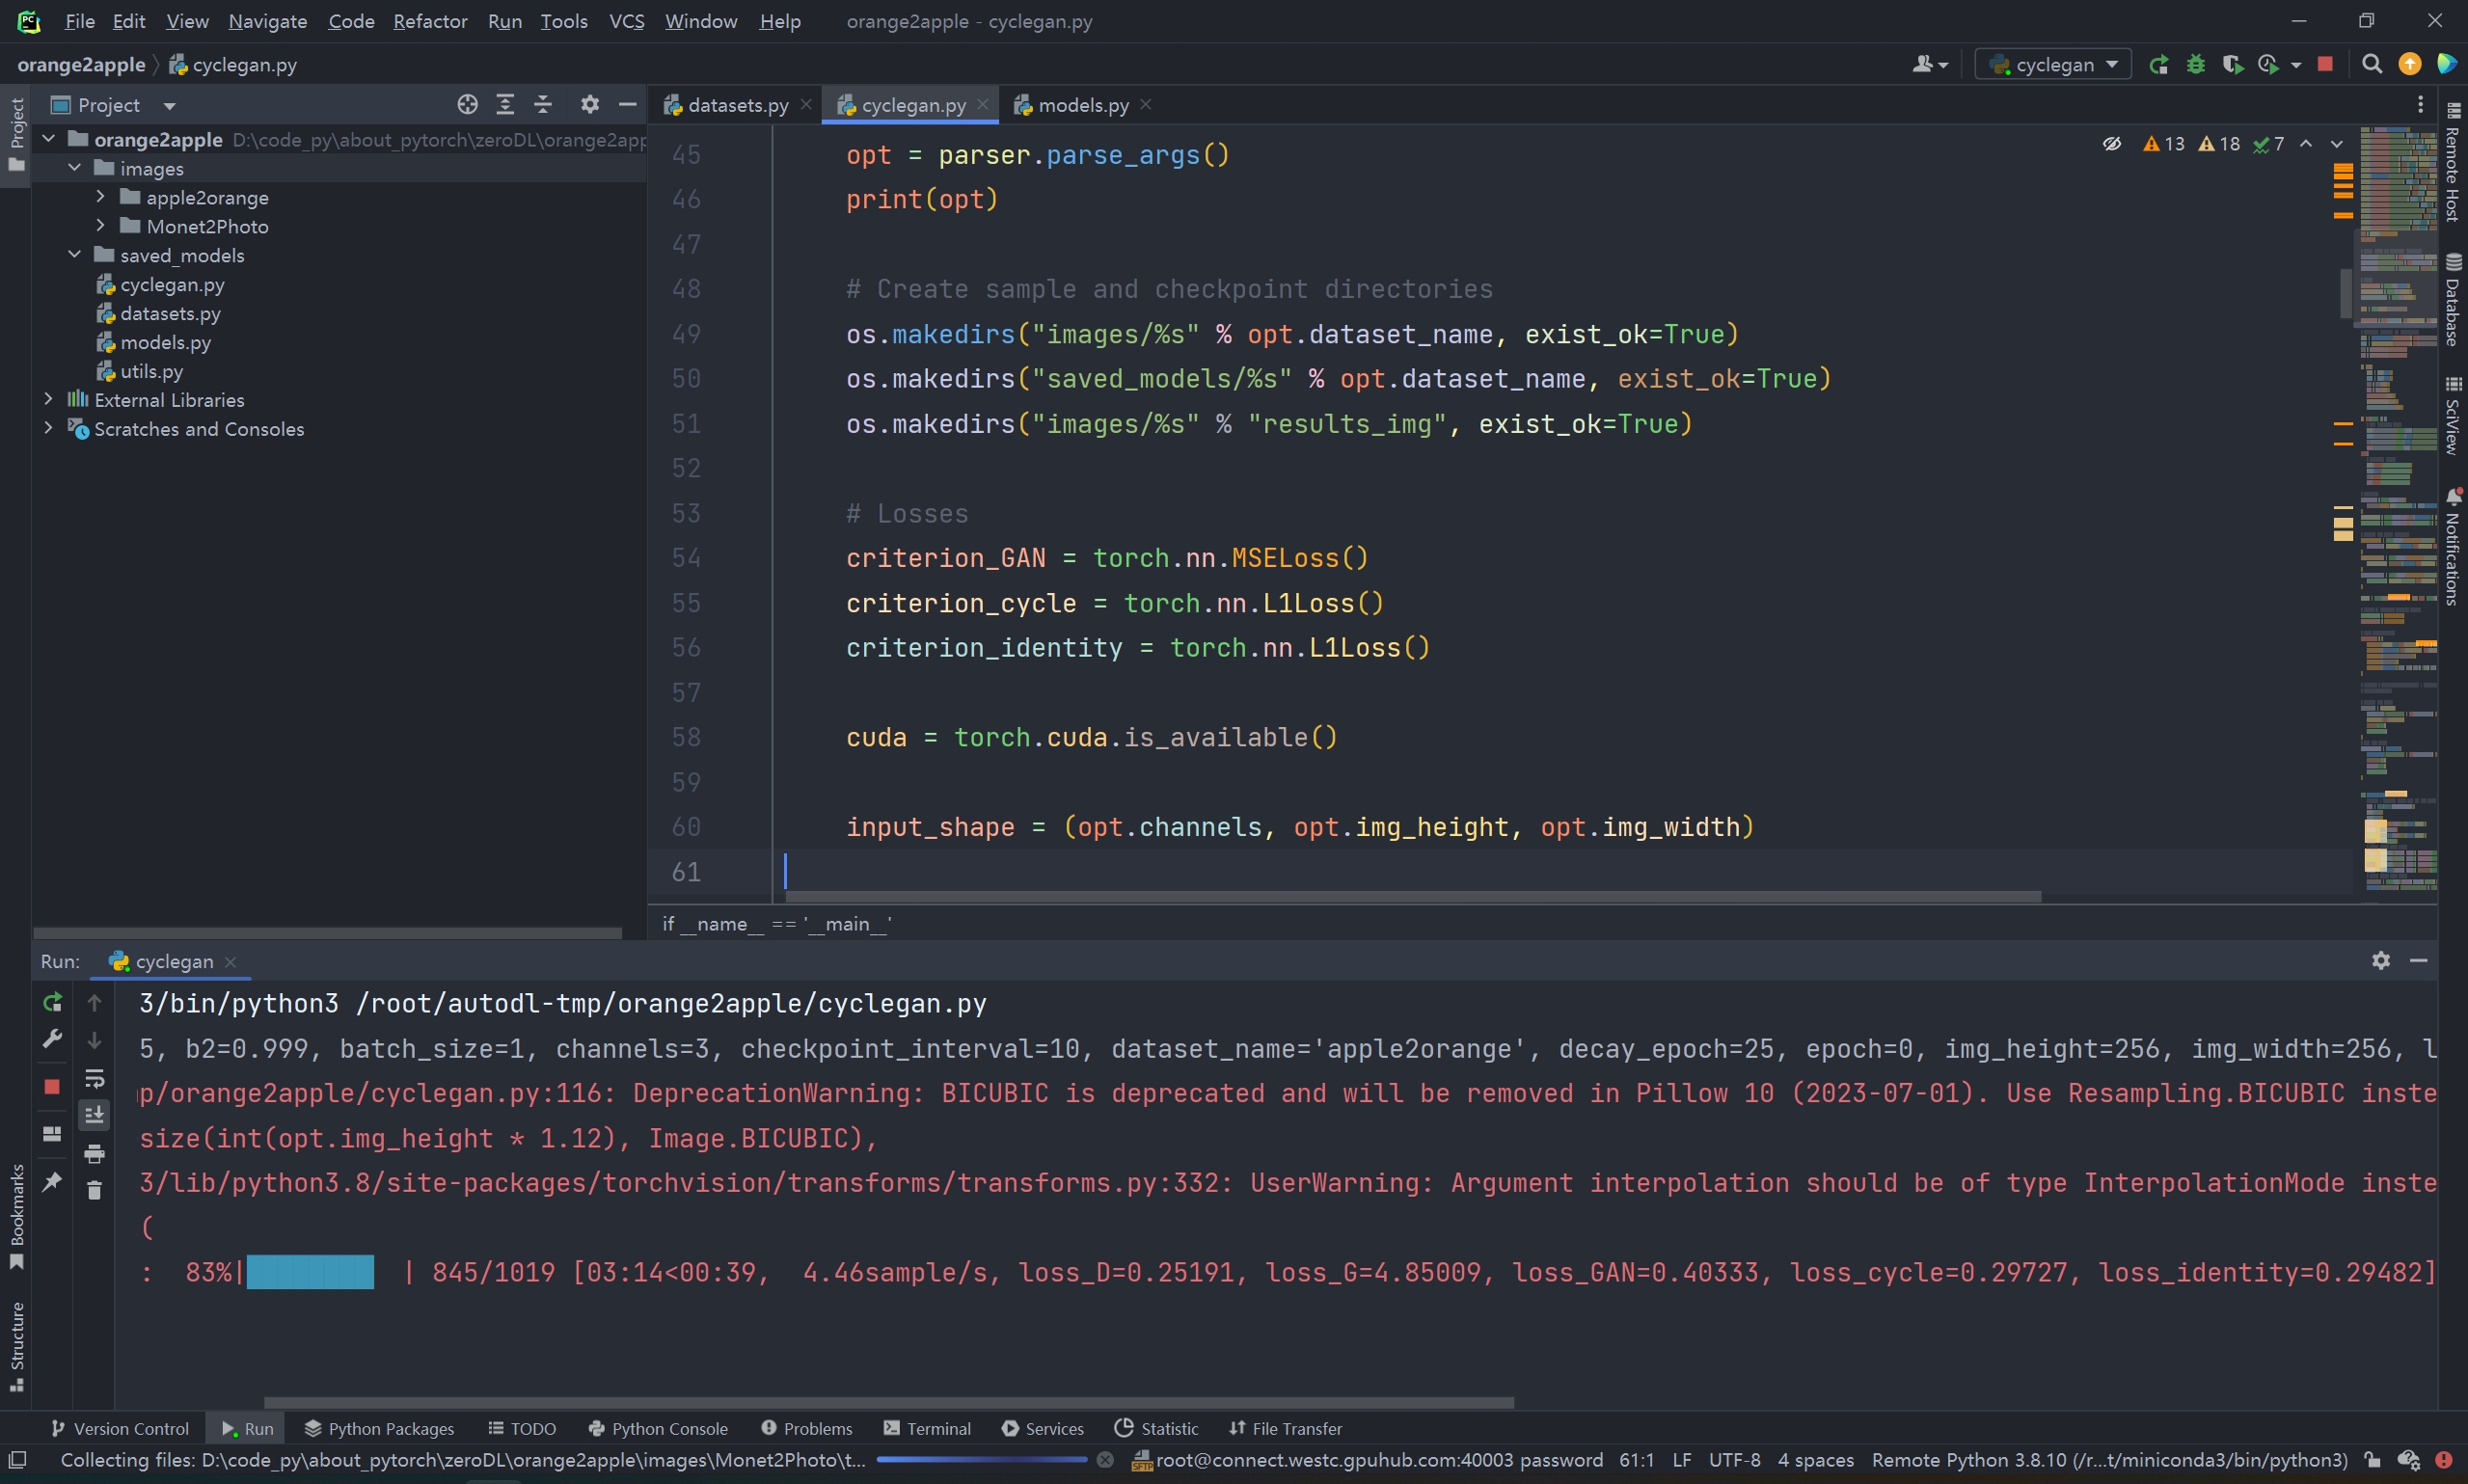 File Edit View Navigate Code Refactor Run Tools VCS Window Help orange2apple - cyclegan.py
orange2apple cyclegan.py cyclegan
Project
Project
datasets.py cyclegan.py models.py
orange2apple D:\code_py\about_pytorch\zeroDL\orange2app
images
apple2orange
Monet2Photo
saved_models
cyclegan.py
datasets.py
models.py
utils.py
External Libraries
Scratches and Consoles
13 18 7
45 opt = parser.parse_args()
46 print(opt)
47
48 # Create sample and checkpoint directories
49 os.makedirs("images/%s" % opt.dataset_name, exist_ok=True)
50 os.makedirs("saved_models/%s" % opt.dataset_name, exist_ok=True)
51 os.makedirs("images/%s" % "results_img", exist_ok=True)
52
53 # Losses
54 criterion_GAN = torch.nn.MSELoss()
55 criterion_cycle = torch.nn.L1Loss()
56 criterion_identity = torch.nn.L1Loss()
57
58 cuda = torch.cuda.is_available()
59
60 input_shape = (opt.channels, opt.img_height, opt.img_width)
61
if __name__ == '__main__'
Remote Host
Database
SciView
Notifications
Run: cyclegan
3/bin/python3 /root/autodl-tmp/orange2apple/cyclegan.py
5, b2=0.999, batch_size=1, channels=3, checkpoint_interval=10, dataset_name='apple2orange', decay_epoch=25, epoch=0, img_height=256, img_width=256, l
p/orange2apple/cyclegan.py:116: DeprecationWarning: BICUBIC is deprecated and will be removed in Pillow 10 (2023-07-01). Use Resampling.BICUBIC inste
size(int(opt.img_height * 1.12), Image.BICUBIC),
3/lib/python3.8/site-packages/torchvision/transforms/transforms.py:332: UserWarning: Argument interpolation should be of type InterpolationMode inste
(
: 83%| | 845/1019 [03:14<00:39, 4.46sample/s, loss_D=0.25191, loss_G=4.85009, loss_GAN=0.40333, loss_cycle=0.29727, loss_identity=0.29482]
Bookmarks
Structure
Version Control Run Python Packages TODO Python Console Problems Terminal Services Statistic File Transfer
Collecting files: D:\code_py\about_pytorch\zeroDL\orange2apple\images\Monet2Photo\t... SFTP root@connect.westc.gpuhub.com:40003 password 61:1 LF UTF-8 4 spaces Remote Python 3.8.10 (/r...t/miniconda3/bin/python3)